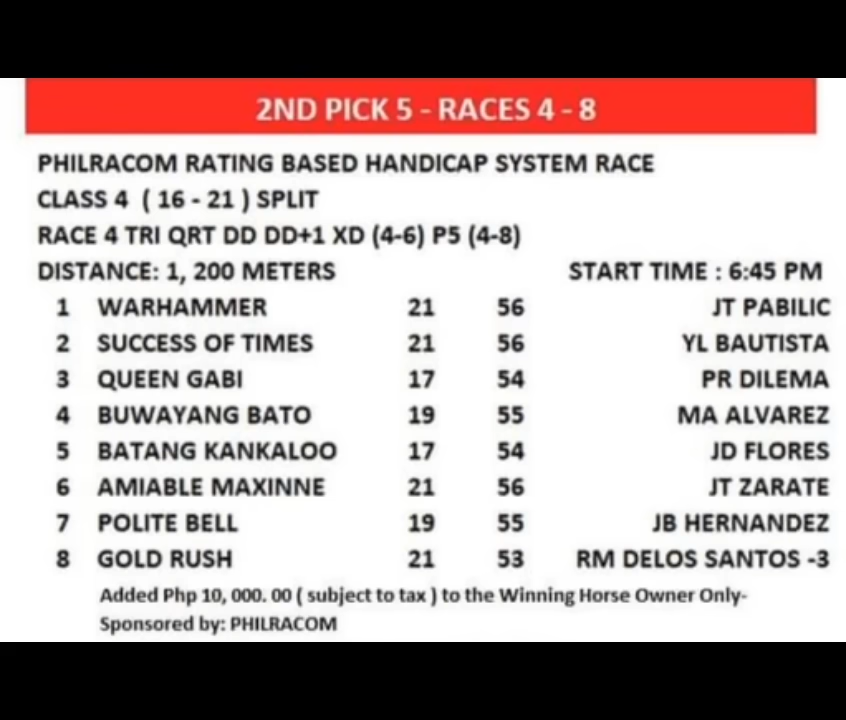 2ND PICK 5 - RACES 4 - 8
PHILRACOM RATING BASED HANDICAP SYSTEM RACE
CLASS 4 ( 16 - 21 ) SPLIT
RACE 4 TRI QRT DD DD+1 XD (4-6) P5 (4-8)
DISTANCE: 1, 200 METERS START TIME : 6:45 PM
1 WARHAMMER 21 56 JT PABILIC
2 SUCCESS OF TIMES 21 56 YL BAUTISTA
3 QUEEN GABI 17 54 PR DILEMA
4 BUWAYANG BATO 19 55 MA ALVAREZ
5 BATANG KANKALOO 17 54 JD FLORES
6 AMIABLE MAXINNE 21 56 JT ZARATE
7 POLITE BELL 19 55 JB HERNANDEZ
8 GOLD RUSH 21 53 RM DELOS SANTOS -3
Added Php 10, 000. 00 ( subject to tax ) to the Winning Horse Owner Only-
Sponsored by: PHILRACOM